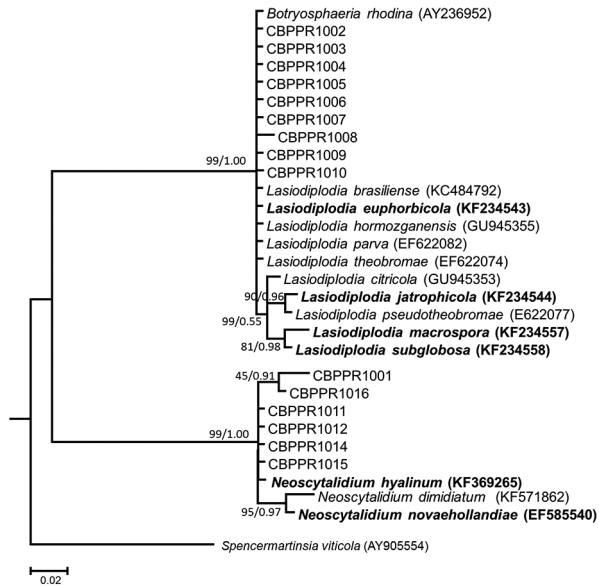 Botryosphaeria rhodina (AY236952)
CBPPR1002
CBPPR1003
CBPPR1004
CBPPR1005
CBPPR1006
CBPPR1007
CBPPR1008
CBPPR1009
99/1.00
CBPPR1010
Lasiodiplodia brasiliense (KC484792)
Lasiodiplodia euphorbicola (KF234543)
Lasiodiplodia hormozganensis (GU945355)
Lasiodiplodia parva (EF622082)
Lasiodiplodia theobromae (EF622074)
Lasiodiplodia citricola (GU945353)
90/0.96
Lasiodiplodia jatrophicola (KF234544)
Lasiodiplodia pseudotheobromae (E622077)
99/0.55
Lasiodiplodia macrospora (KF234557)
81/0.98
Lasiodiplodia subglobosa (KF234558)
CBPPR1001
45/0.91
CBPPR1016
CBPPR1011
CBPPR1012
99/1.00
CBPPR1014
CBPPR1015
Neoscytalidium hyalinum (KF369265)
Neoscytalidium dimidiatum (KF571862)
95/0.97
Neoscytalidium novaehollandiae (EF585540)
Spencermartinsia viticola (AY905554)
0.02